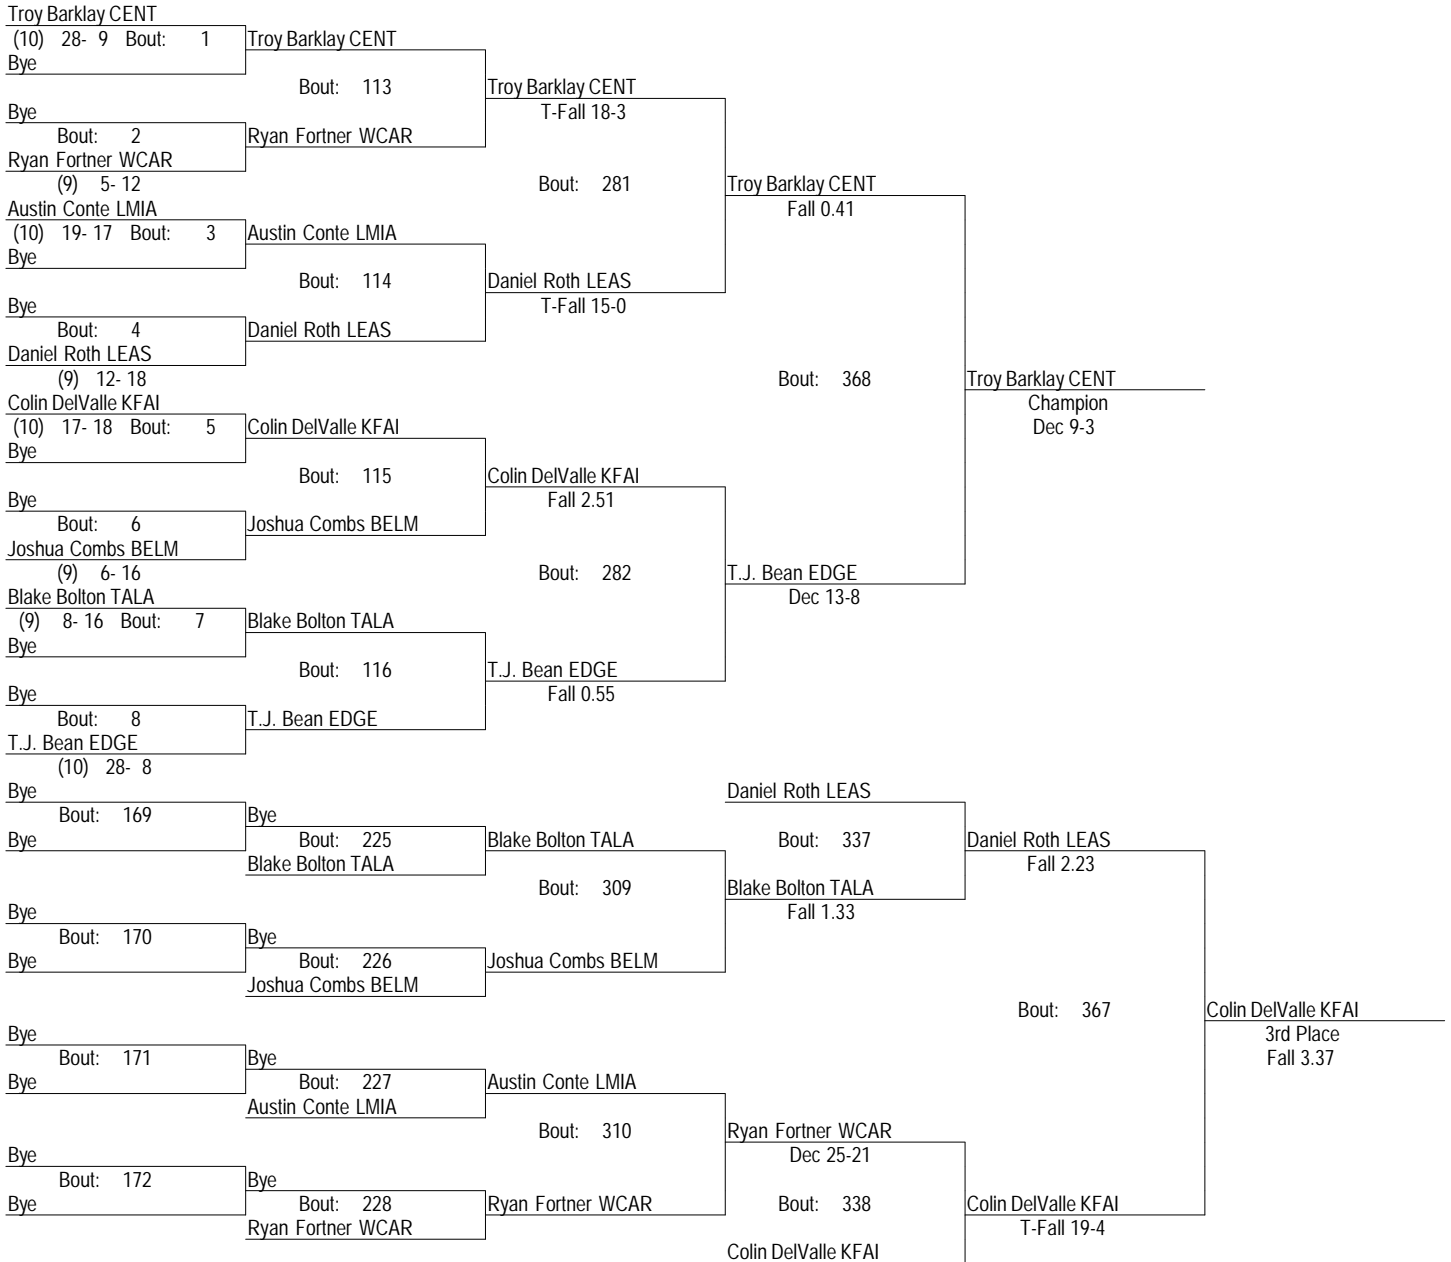 Troy Barklay CENT
(10) 28- 9 Bout: 1 Troy Barklay CENT
Bye
Bout: 113 Troy Barklay CENT
Bye T-Fall 18-3
Bout: 2 Ryan Fortner WCAR
Ryan Fortner WCAR
(9) 5- 12 Bout: 281 Troy Barklay CENT
Austin Conte LMIA Fall 0.41
(10) 19- 17 Bout: 3 Austin Conte LMIA
Bye
Bout: 114 Daniel Roth LEAS
Bye T-Fall 15-0
Bout: 4 Daniel Roth LEAS
Daniel Roth LEAS
(9) 12- 18 Bout: 368 Troy Barklay CENT
Colin DelValle KFAI Champion
(10) 17- 18 Bout: 5 Colin DelValle KFAI Dec 9-3
Bye
Bout: 115 Colin DelValle KFAI
Bye Fall 2.51
Bout: 6 Joshua Combs BELM
Joshua Combs BELM
(9) 6- 16 Bout: 282 T.J. Bean EDGE
Blake Bolton TALA Dec 13-8
(9) 8- 16 Bout: 7 Blake Bolton TALA
Bye
Bout: 116 T.J. Bean EDGE
Bye Fall 0.55
Bout: 8 T.J. Bean EDGE
T.J. Bean EDGE
(10) 28- 8
Bye Daniel Roth LEAS
Bout: 169 Bye
Bye Bout: 225 Blake Bolton TALA Bout: 337 Daniel Roth LEAS
Blake Bolton TALA Fall 2.23
Bout: 309 Blake Bolton TALA
Bye Fall 1.33
Bout: 170 Bye
Bye Bout: 226 Joshua Combs BELM
Joshua Combs BELM
Bout: 367 Colin DelValle KFAI
Bye 3rd Place
Bout: 171 Bye Fall 3.37
Bye Bout: 227 Austin Conte LMIA
Austin Conte LMIA
Bout: 310 Ryan Fortner WCAR
Bye Dec 25-21
Bout: 172 Bye
Bye Bout: 228 Ryan Fortner WCAR Bout: 338 Colin DelValle KFAI
Ryan Fortner WCAR T-Fall 19-4
Colin DelValle KFAI